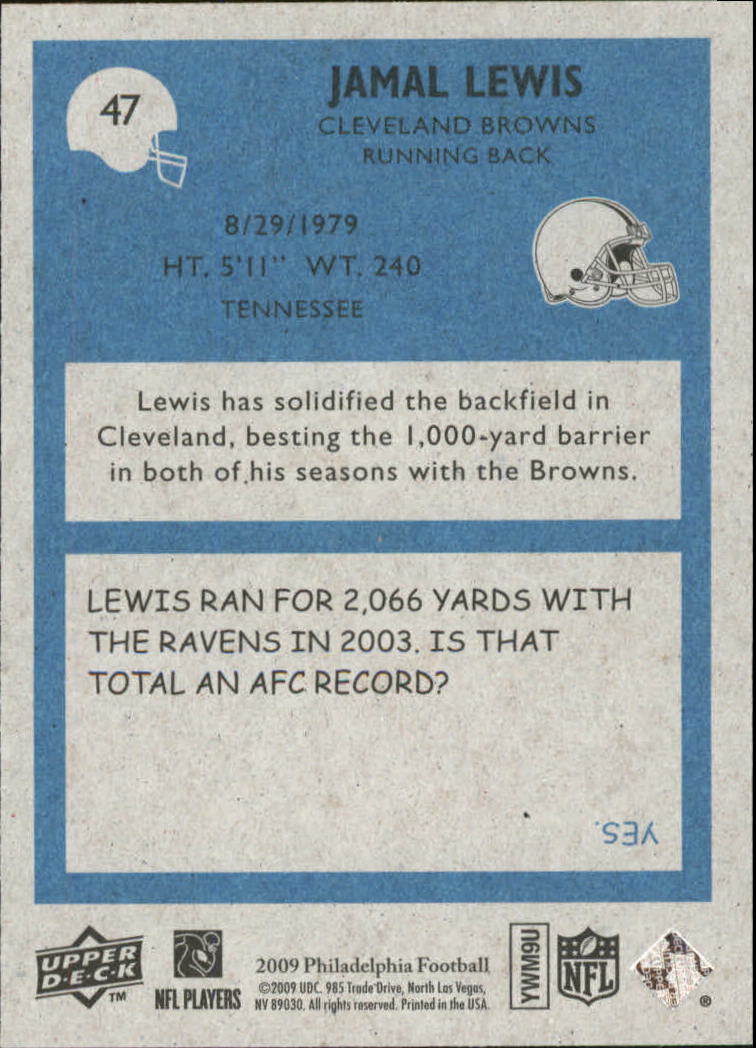 47
JAMAL LEWIS
CLEVELAND BROWNS
RUNNING BACK
8/29/1979
HT. 5'11" WT. 240
TENNESSEE
Lewis has solidified the backfield in
Cleveland, besting the 1,000-yard barrier
in both of his seasons with the Browns.
LEWIS RAN FOR 2,066 YARDS WITH
THE RAVENS IN 2003. IS THAT
TOTAL AN AFC RECORD?
YES.
UPPER
D·E·C·K
TM
NFL PLAYERS
2009 Philadelphia Football
©2009 UDC. 985 Trade Drive, North Las Vegas,
NV 89030. All rights reserved. Printed in the USA.
YWM9U
NFL
®